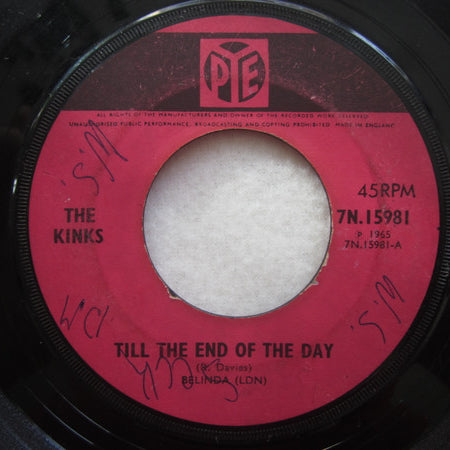 PYE
ALL RIGHTS OF THE MANUFACTURERS AND OWNER OF THE RECORDED WORK RESERVED
UNAUTHORISED PUBLIC PERFORMANCE, BROADCASTING AND COPYING PROHIBITED MADE IN ENGLAND
THE
KINKS
45RPM
7N.15981
P 1965
7N.15981-A
TILL THE END OF THE DAY
(R. Davies)
BELINDA (LDN)